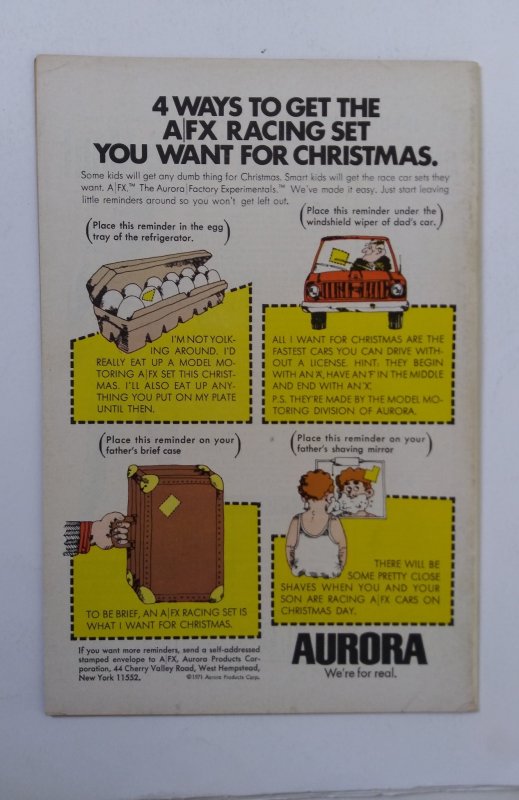 4 WAYS TO GET THE
A|FX RACING SET
YOU WANT FOR CHRISTMAS.
Some kids will get any dumb thing for Christmas. Smart kids will get the race car sets they
want. A|FX.™ The Aurora Factory Experimentals.™ We've made it easy. Just start leaving
little reminders around so you won't get left out.
(Place this reminder in the egg
tray of the refrigerator.)
I'M NOT YOLK-
ING AROUND. I'D
REALLY EAT UP A MODEL MO-
TORING A|FX SET THIS CHRIST-
MAS. I'LL ALSO EAT UP ANY-
THING YOU PUT ON MY PLATE
UNTIL THEN.
(Place this reminder under the
windshield wiper of dad's car.)
ALL I WANT FOR CHRISTMAS ARE THE
FASTEST CARS YOU CAN DRIVE WITH-
OUT A LICENSE. HINT: THEY BEGIN
WITH AN 'A', HAVE AN 'F' IN THE MIDDLE
AND END WITH AN 'X'.
P.S. THEY'RE MADE BY THE MODEL MO-
TORING DIVISION OF AURORA.
(Place this reminder on your
father's brief case)
TO BE BRIEF, AN A|FX RACING SET IS
WHAT I WANT FOR CHRISTMAS.
(Place this reminder on your
father's shaving mirror)
THERE WILL BE
SOME PRETTY CLOSE
SHAVES WHEN YOU AND YOUR
SON ARE RACING A|FX CARS ON
CHRISTMAS DAY.
If you want more reminders, send a self-addressed
stamped envelope to A|FX, Aurora Products Cor-
poration, 44 Cherry Valley Road, West Hempstead,
New York 11552.
©1971 Aurora Products Corp.
AURORA
We're for real.